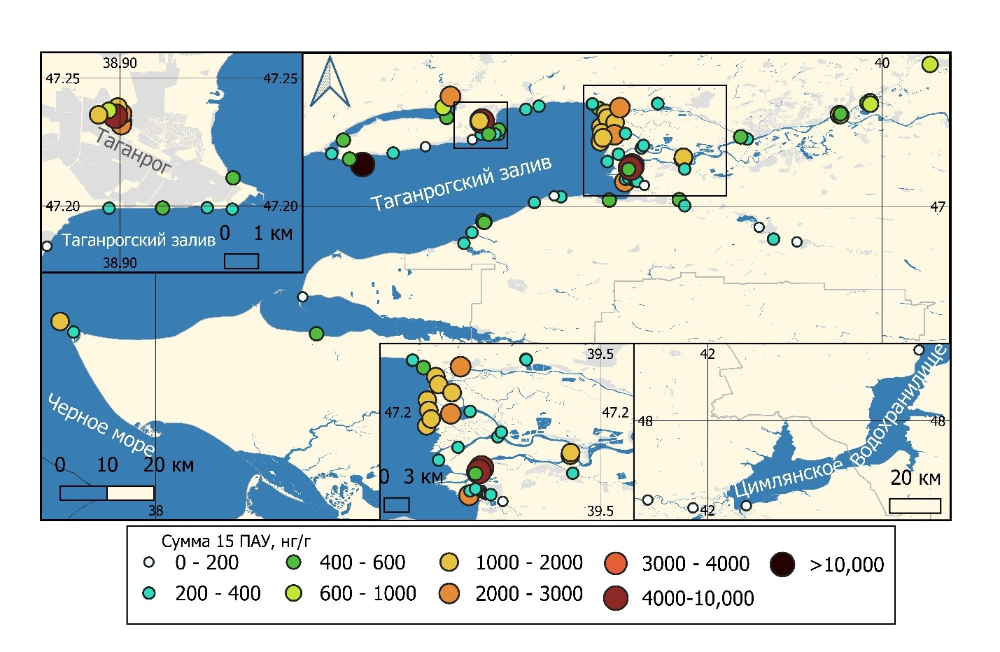 38.90
47.25
47.25
Таганрог
47.20
47.20
Таганрогский залив
0 1 км
38.90
40
Таганрогский залив
47
Черное море
0 10 20 км
38
39.5
47.2
47.2
0 3 км
39.5
42
48
48
Цимлянское Водохранилище
20 км
42
Сумма 15 ПАУ, нг/г
0 - 200
400 - 600
1000 - 2000
3000 - 4000
>10,000
200 - 400
600 - 1000
2000 - 3000
4000-10,000